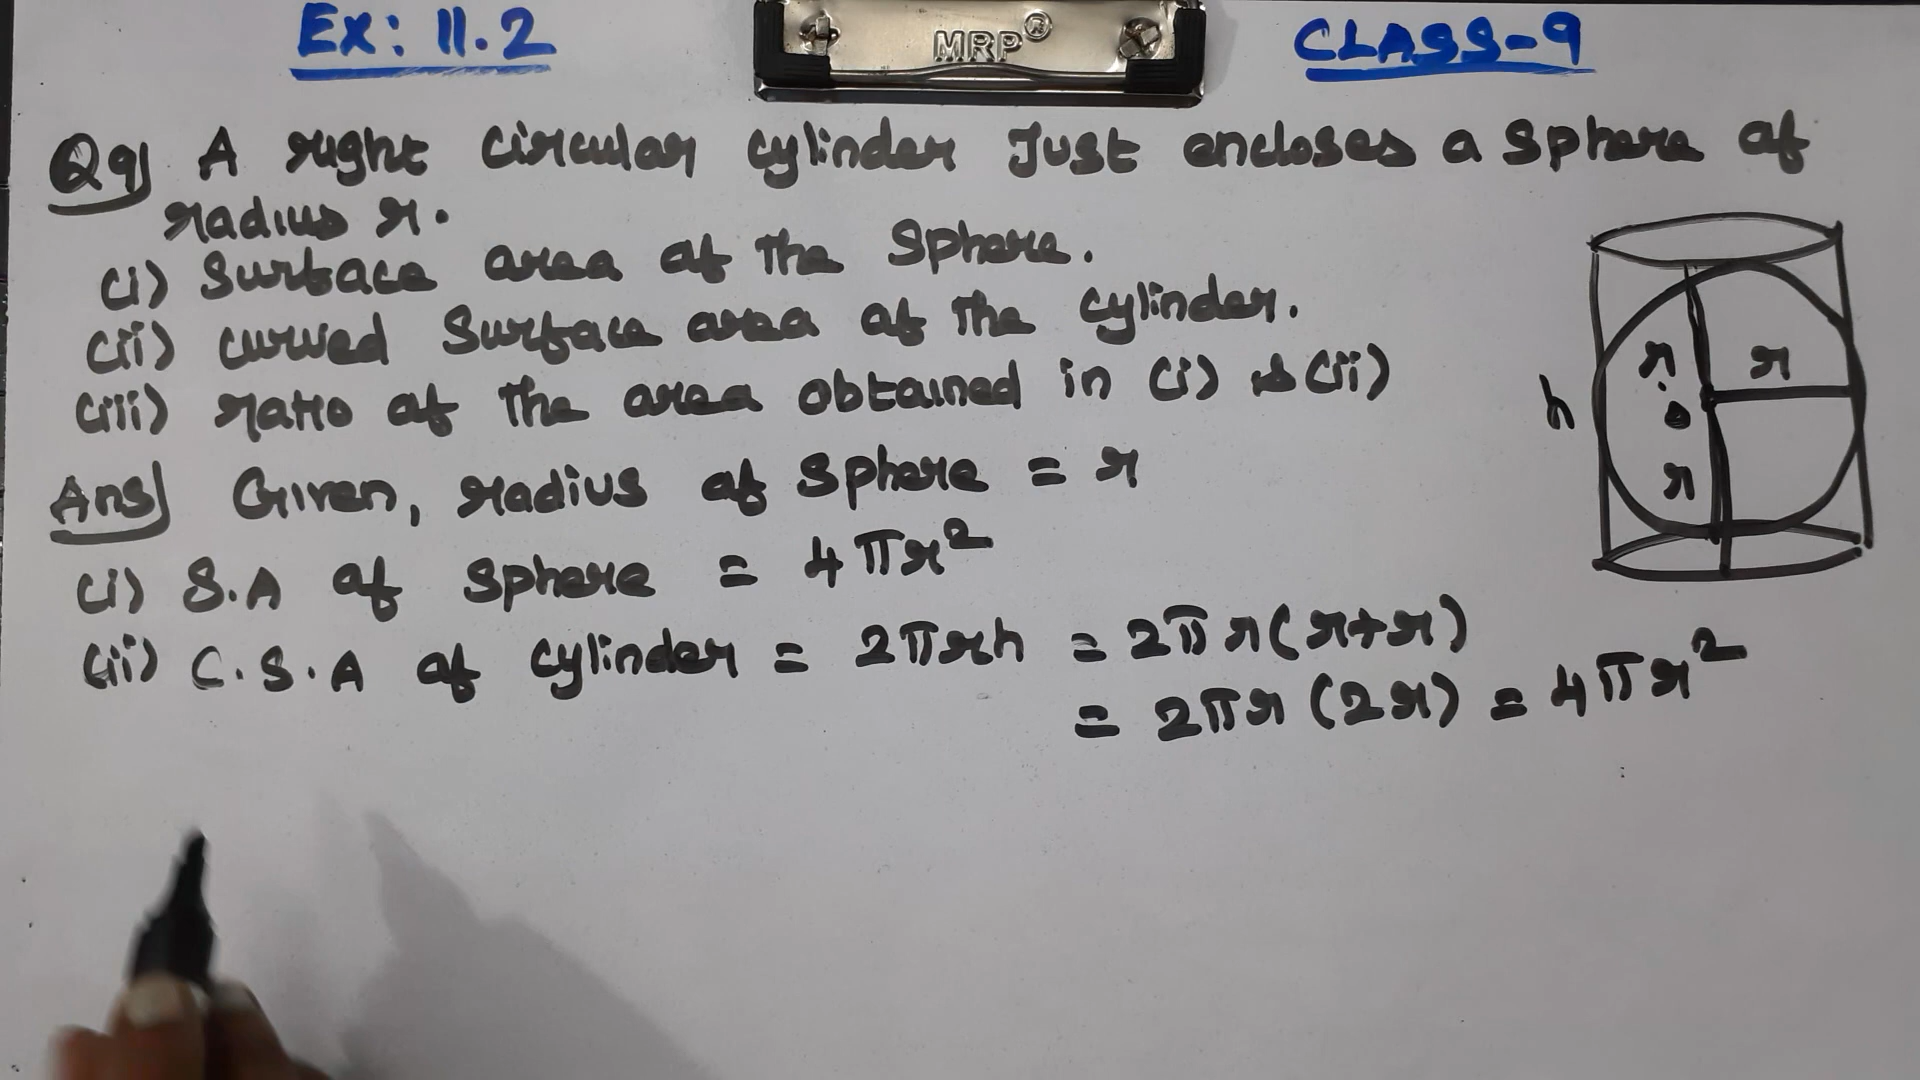 EX: 11.2
MRP®
CLASS-9
Q9) A right circular cylinder Just encloses a sphere of
radius r.
(i) Surface area of the Sphere.
(ii) curved Surface area of the cylinder.
(iii) ratio of the area obtained in (i) & (ii)
Ans) Given, radius of sphere = r
(i) S.A of sphere = 4πr²
(ii) C.S.A of cylinder = 2πrh = 2πr(r+r)
= 2πr (2r) = 4πr²
r r
h o
r